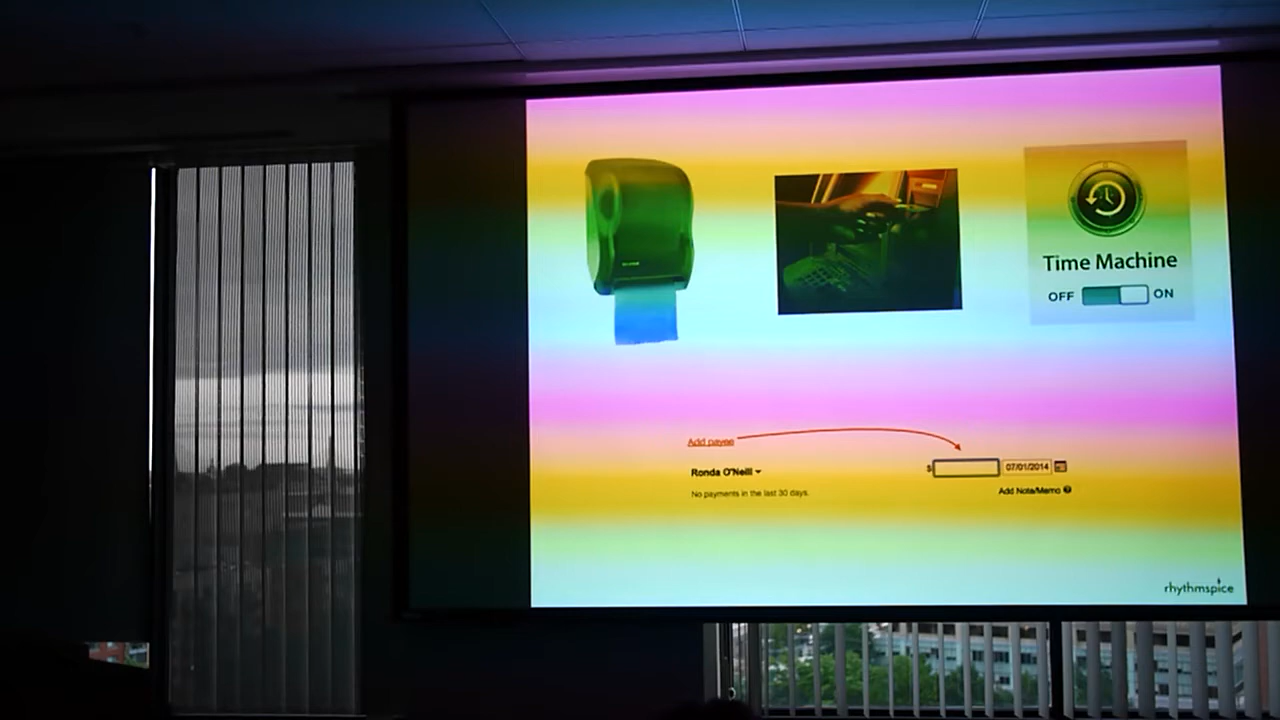 Time Machine
OFF ON
Add payee
Ronda O'Neill
$ 07/01/2014
No payments in the last 30 days.
Add Note/Memo
rhythmspice